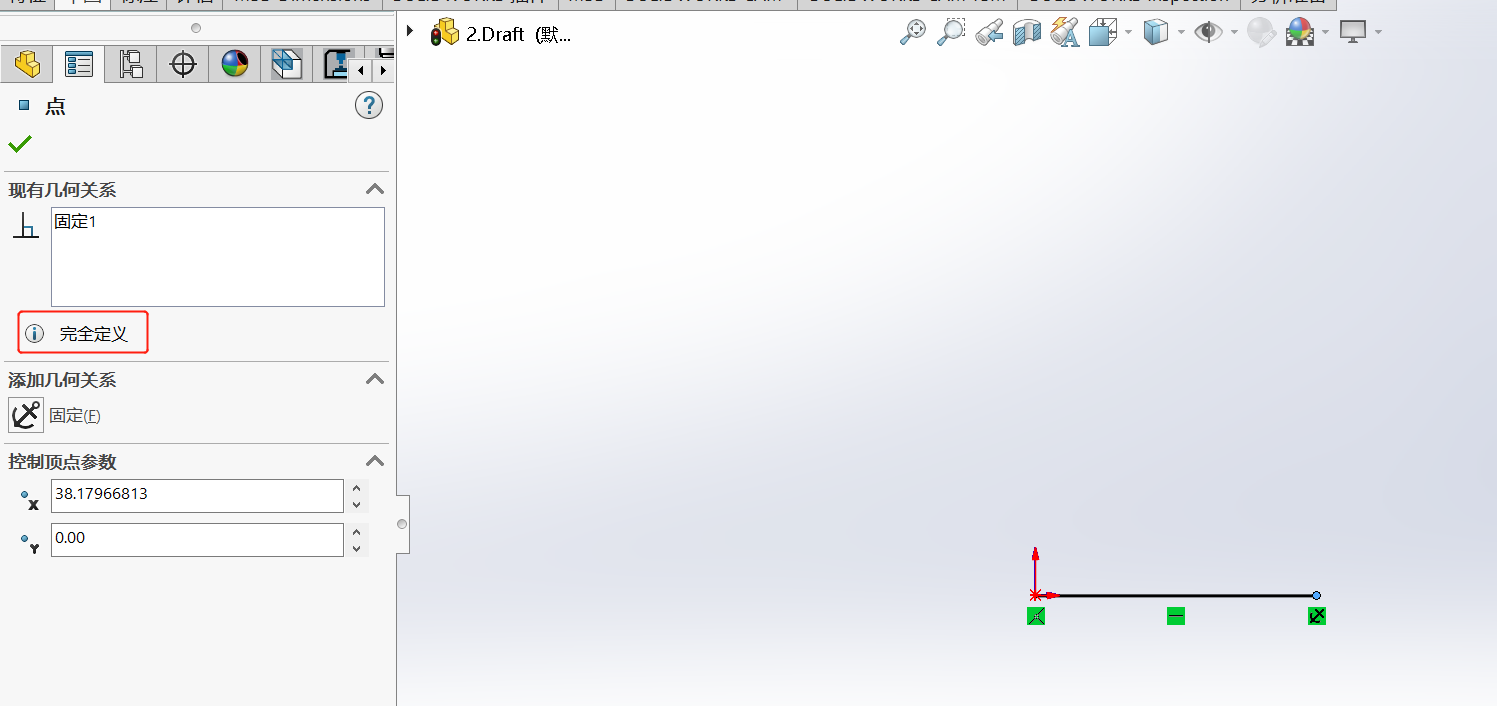 2.Draft (默...
点
现有几何关系
固定1
完全定义
添加几何关系
固定(F)
控制顶点参数
X
38.17966813
Y
0.00